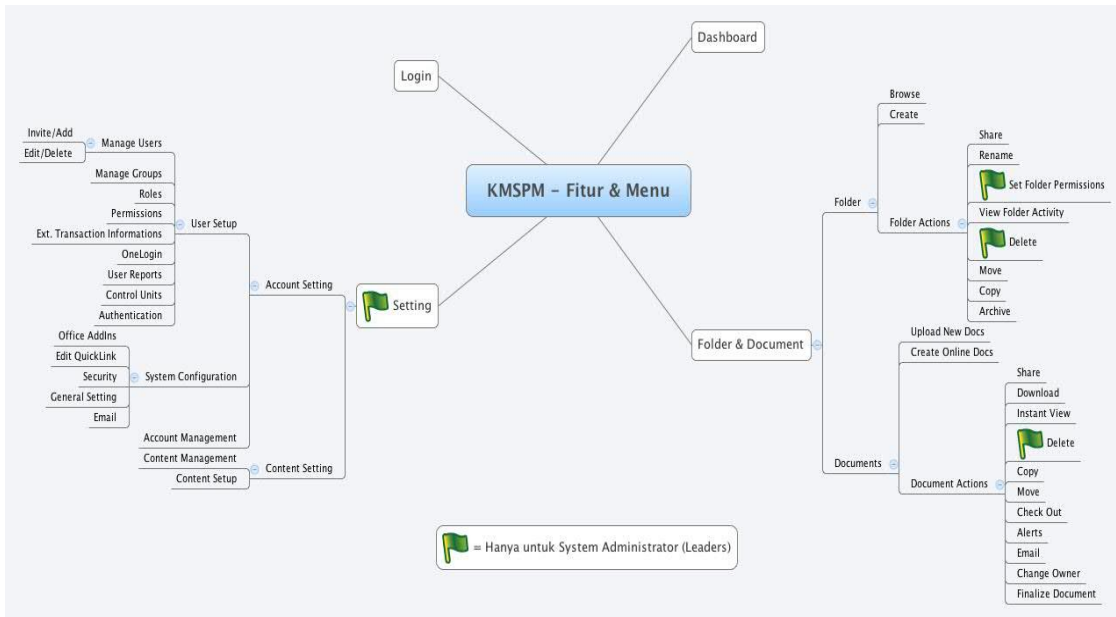 KMSPM - Fitur & Menu
Login
Dashboard
Setting
Account Setting
User Setup
Manage Users
Invite/Add
Edit/Delete
Manage Groups
Roles
Permissions
Ext. Transaction Informations
OneLogin
User Reports
Control Units
Authentication
System Configuration
Office AddIns
Edit QuickLink
Security
General Setting
Email
Account Management
Content Setting
Content Management
Content Setup
Folder & Document
Folder
Browse
Create
Folder Actions
Share
Rename
Set Folder Permissions
View Folder Activity
Delete
Move
Copy
Archive
Documents
Upload New Docs
Create Online Docs
Document Actions
Share
Download
Instant View
Delete
Copy
Move
Check Out
Alerts
Email
Change Owner
Finalize Document
= Hanya untuk System Administrator (Leaders)